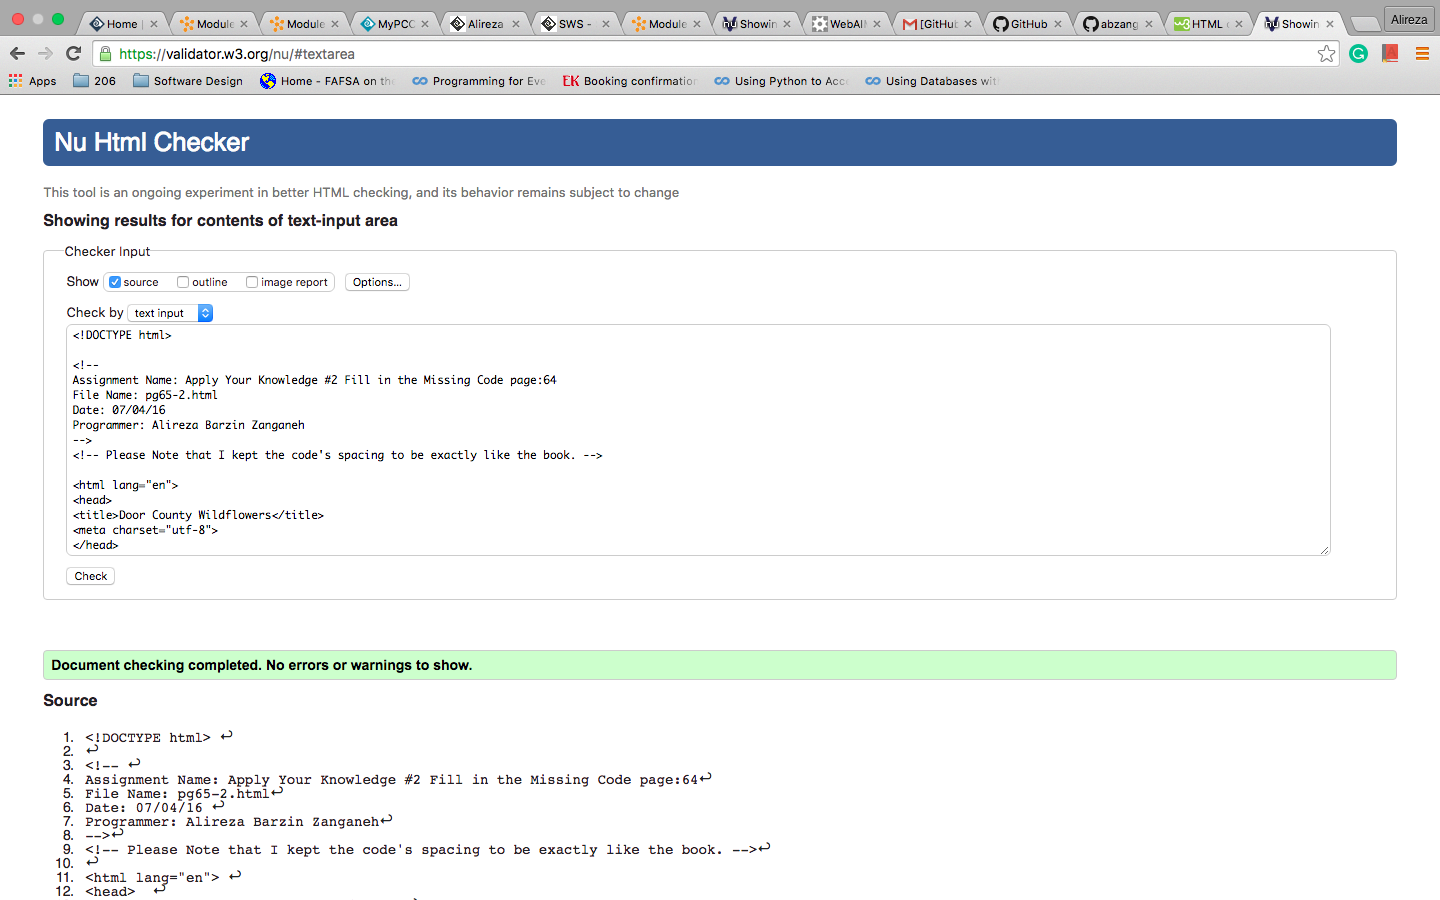 Home
Module
Module
MyPCC
Alireza
SWS -
Module
Showin
WebAI
[GitHub
GitHub
abzang
HTML
Showin
Alireza
https://validator.w3.org/nu/#textarea
Apps
206
Software Design
Home - FAFSA on the
Programming for Eve
EK Booking confirmation
Using Python to Acc
Using Databases with
Nu Html Checker
This tool is an ongoing experiment in better HTML checking, and its behavior remains subject to change
Showing results for contents of text-input area
Checker Input
Show source outline image report Options...
Check by text input
<!DOCTYPE html>
<!--
Assignment Name: Apply Your Knowledge #2 Fill in the Missing Code page:64
File Name: pg65-2.html
Date: 07/04/16
Programmer: Alireza Barzin Zanganeh
-->
<!-- Please Note that I kept the code's spacing to be exactly like the book. -->
<html lang="en">
<head>
<title>Door County Wildflowers</title>
<meta charset="utf-8">
</head>
Check
Document checking completed. No errors or warnings to show.
Source
1. <!DOCTYPE html> ↩
2. ↩
3. <!-- ↩
4. Assignment Name: Apply Your Knowledge #2 Fill in the Missing Code page:64↩
5. File Name: pg65-2.html↩
6. Date: 07/04/16 ↩
7. Programmer: Alireza Barzin Zanganeh↩
8. -->↩
9. <!-- Please Note that I kept the code's spacing to be exactly like the book. -->↩
10. ↩
11. <html lang="en"> ↩
12. <head> ↩